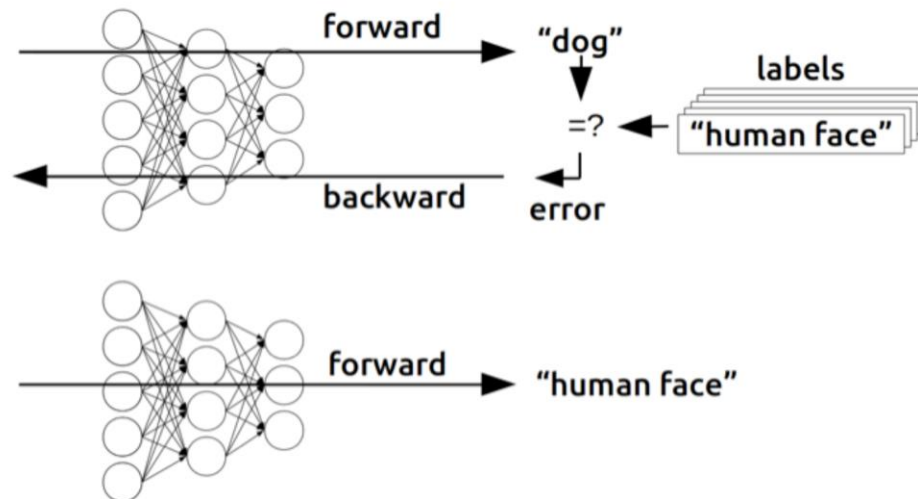 forward
“dog”
labels
=?
“human face”
backward
error
forward
“human face”